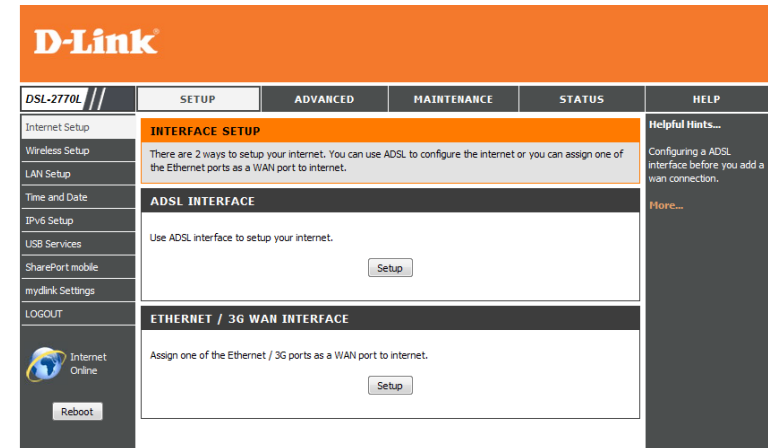 D-Link
DSL-2770L
SETUP
ADVANCED
MAINTENANCE
STATUS
HELP
Internet Setup
Wireless Setup
LAN Setup
Time and Date
IPv6 Setup
USB Services
SharePort mobile
mydlink Settings
LOGOUT
Internet
Online
Reboot
INTERFACE SETUP
There are 2 ways to setup your internet. You can use ADSL to configure the internet or you can assign one of
the Ethernet ports as a WAN port to internet.
ADSL INTERFACE
Use ADSL interface to setup your internet.
Setup
ETHERNET / 3G WAN INTERFACE
Assign one of the Ethernet / 3G ports as a WAN port to internet.
Setup
Helpful Hints...
Configuring a ADSL
interface before you add a
wan connection.
More...